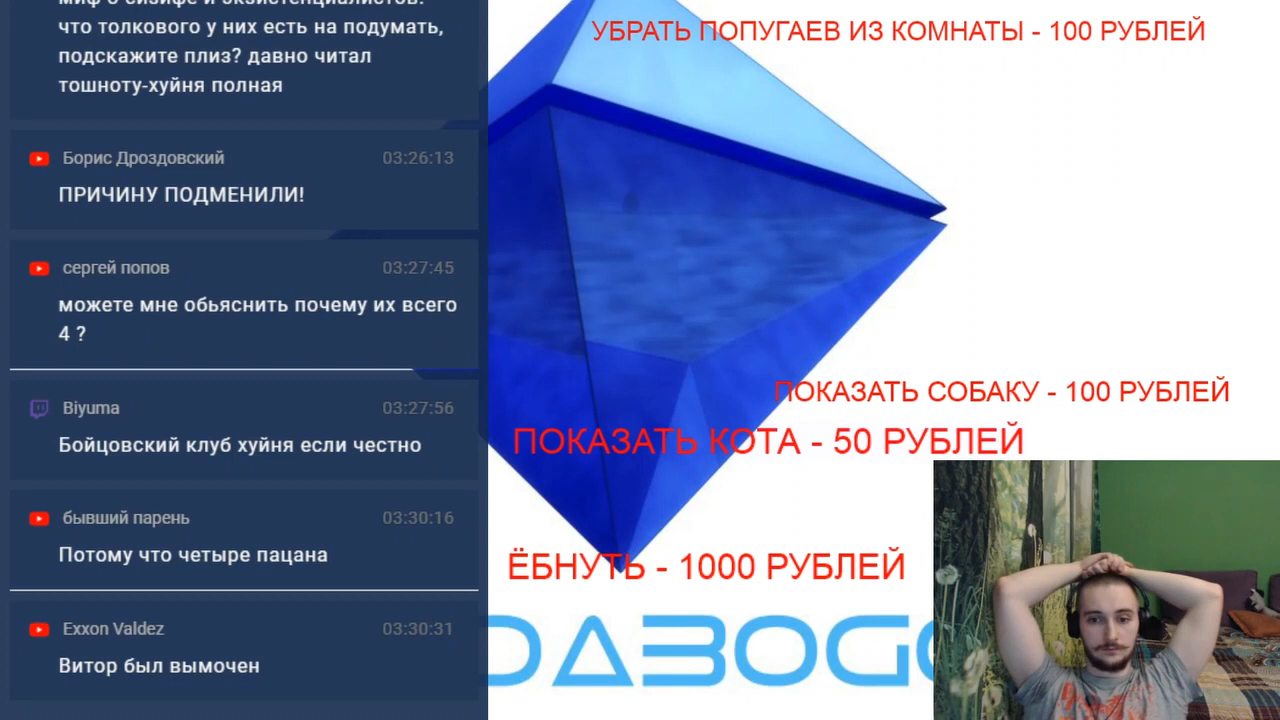 миф о сизифе и экзистенциалистов:
что толкового у них есть на подумать,
подскажите плиз? давно читал
тошноту-хуйня полная
Борис Дроздовский 03:26:13
ПРИЧИНУ ПОДМЕНИЛИ!
сергей попов 03:27:45
можете мне обьяснить почему их всего
4 ?
Biyuma 03:27:56
Бойцовский клуб хуйня если честно
бывший парень 03:30:16
Потому что четыре пацана
Exxon Valdez 03:30:31
Витор был вымочен
УБРАТЬ ПОПУГАЕВ ИЗ КОМНАТЫ - 100 РУБЛЕЙ
ПОКАЗАТЬ СОБАКУ - 100 РУБЛЕЙ
ПОКАЗАТЬ КОТА - 50 РУБЛЕЙ
ЁБНУТЬ - 1000 РУБЛЕЙ